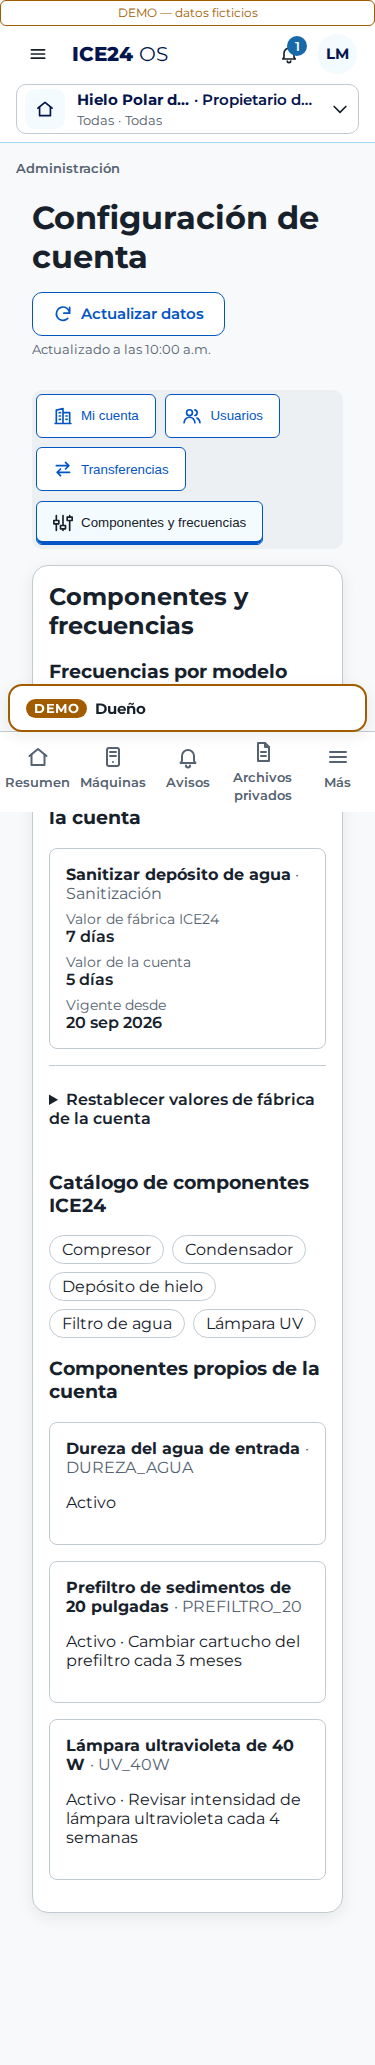 DEMO — datos ficticios
ICE24 OS
1
LM
Hielo Polar d... · Propietario d...
Todas · Todas
Administración
Configuración de
cuenta
Actualizar datos
Actualizado a las 10:00 a.m.
Mi cuenta
Usuarios
Transferencias
Componentes y frecuencias
Componentes y
frecuencias
Frecuencias por modelo
DEMO Dueño
Resumen
Máquinas
Avisos
Archivos
privados
Más
la cuenta
Sanitizar depósito de agua ·
Sanitización
Valor de fábrica ICE24
7 días
Valor de la cuenta
5 días
Vigente desde
20 sep 2026
Restablecer valores de fábrica
de la cuenta
Catálogo de componentes
ICE24
Compresor
Condensador
Depósito de hielo
Filtro de agua
Lámpara UV
Componentes propios de la
cuenta
Dureza del agua de entrada ·
DUREZA_AGUA
Activo
Prefiltro de sedimentos de
20 pulgadas · PREFILTRO_20
Activo · Cambiar cartucho del
prefiltro cada 3 meses
Lámpara ultravioleta de 40
W · UV_40W
Activo · Revisar intensidad de
lámpara ultravioleta cada 4
semanas